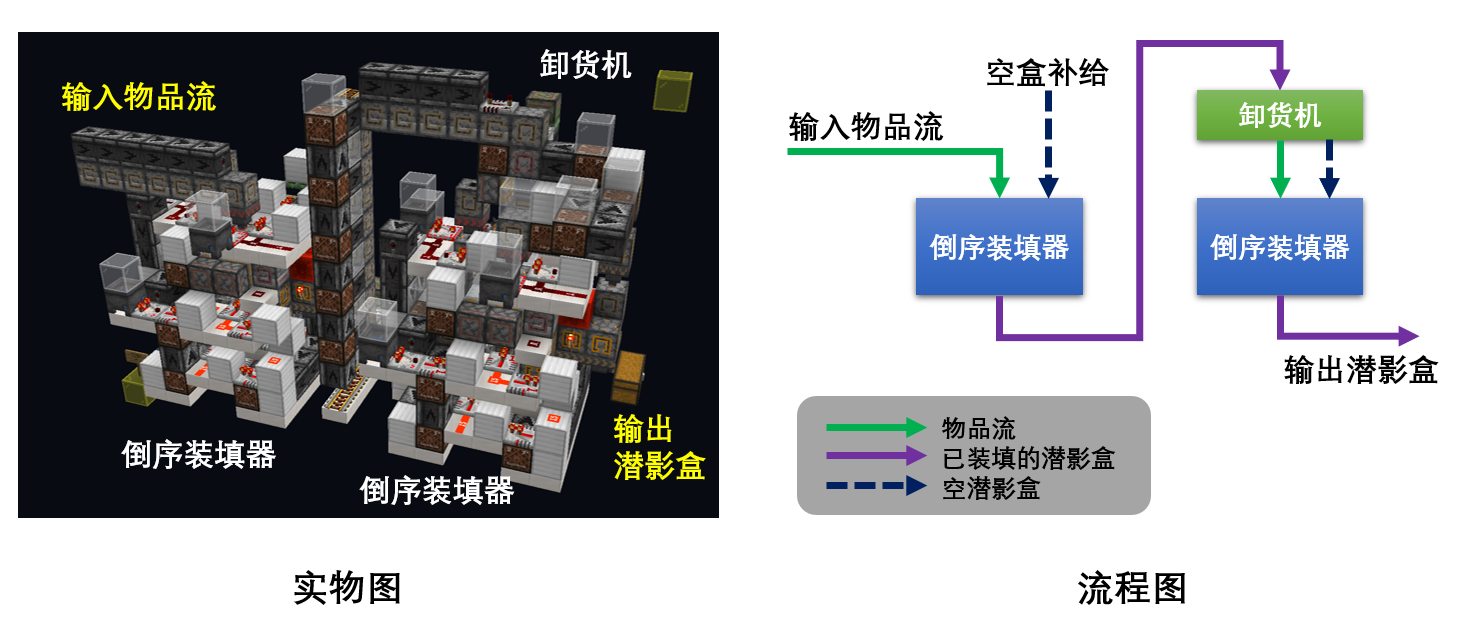 输入物品流
卸货机
倒序装填器
倒序装填器
输出
潜影盒
实物图
空盒补给
输入物品流
卸货机
倒序装填器
倒序装填器
输出潜影盒
物品流
已装填的潜影盒
空潜影盒
流程图